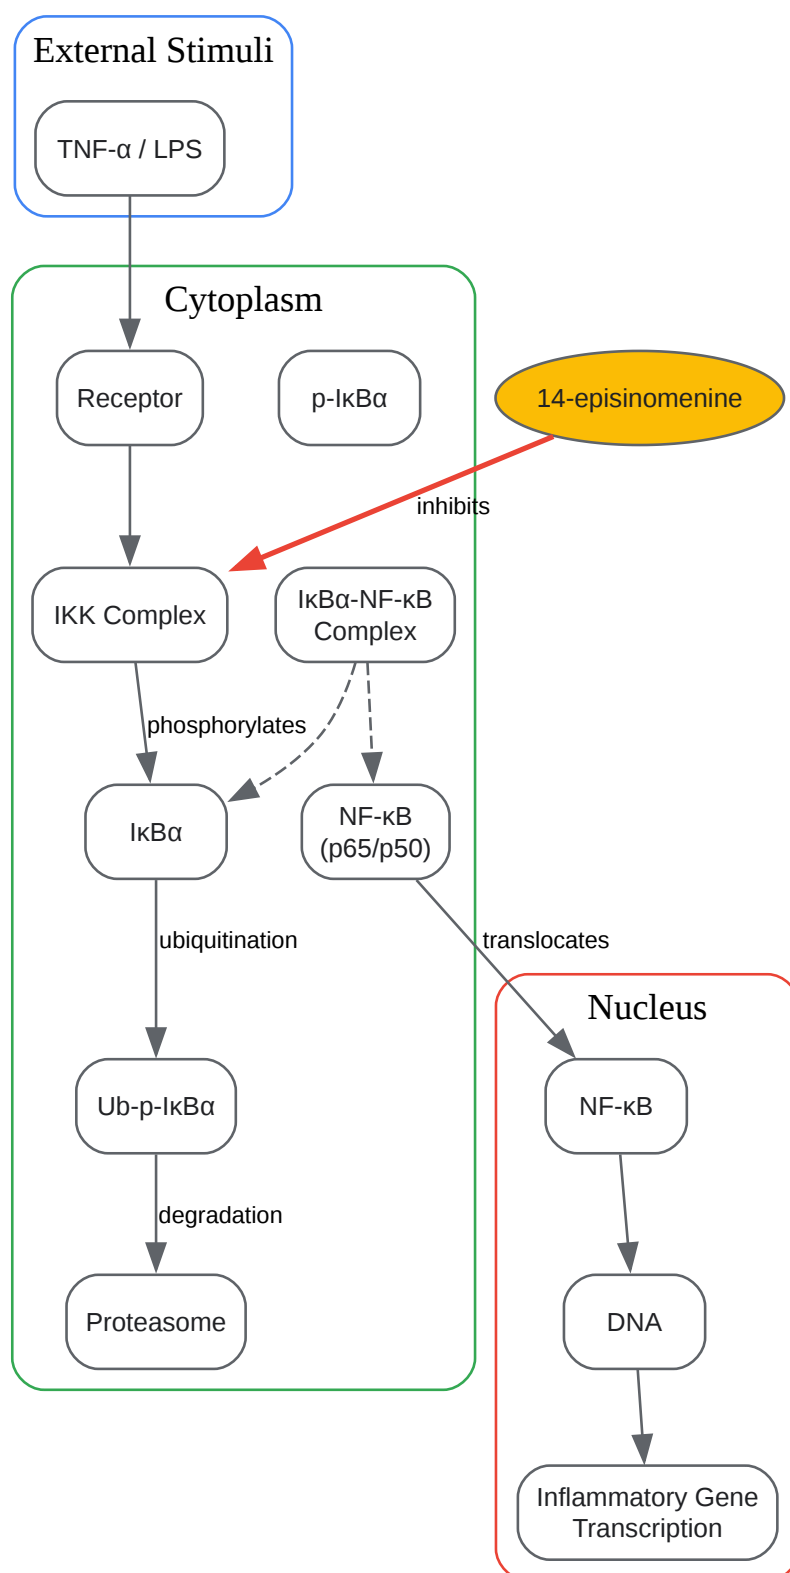 External Stimuli
TNF-α / LPS
Cytoplasm
Receptor
p-IκBα
14-episinomenine
inhibits
IKK Complex
IκBα-NF-κB
Complex
phosphorylates
IκBα
NF-κB
(p65/p50)
ubiquitination
translocates
Nucleus
Ub-p-IκBα
NF-κB
degradation
Proteasome
DNA
Inflammatory Gene
Transcription